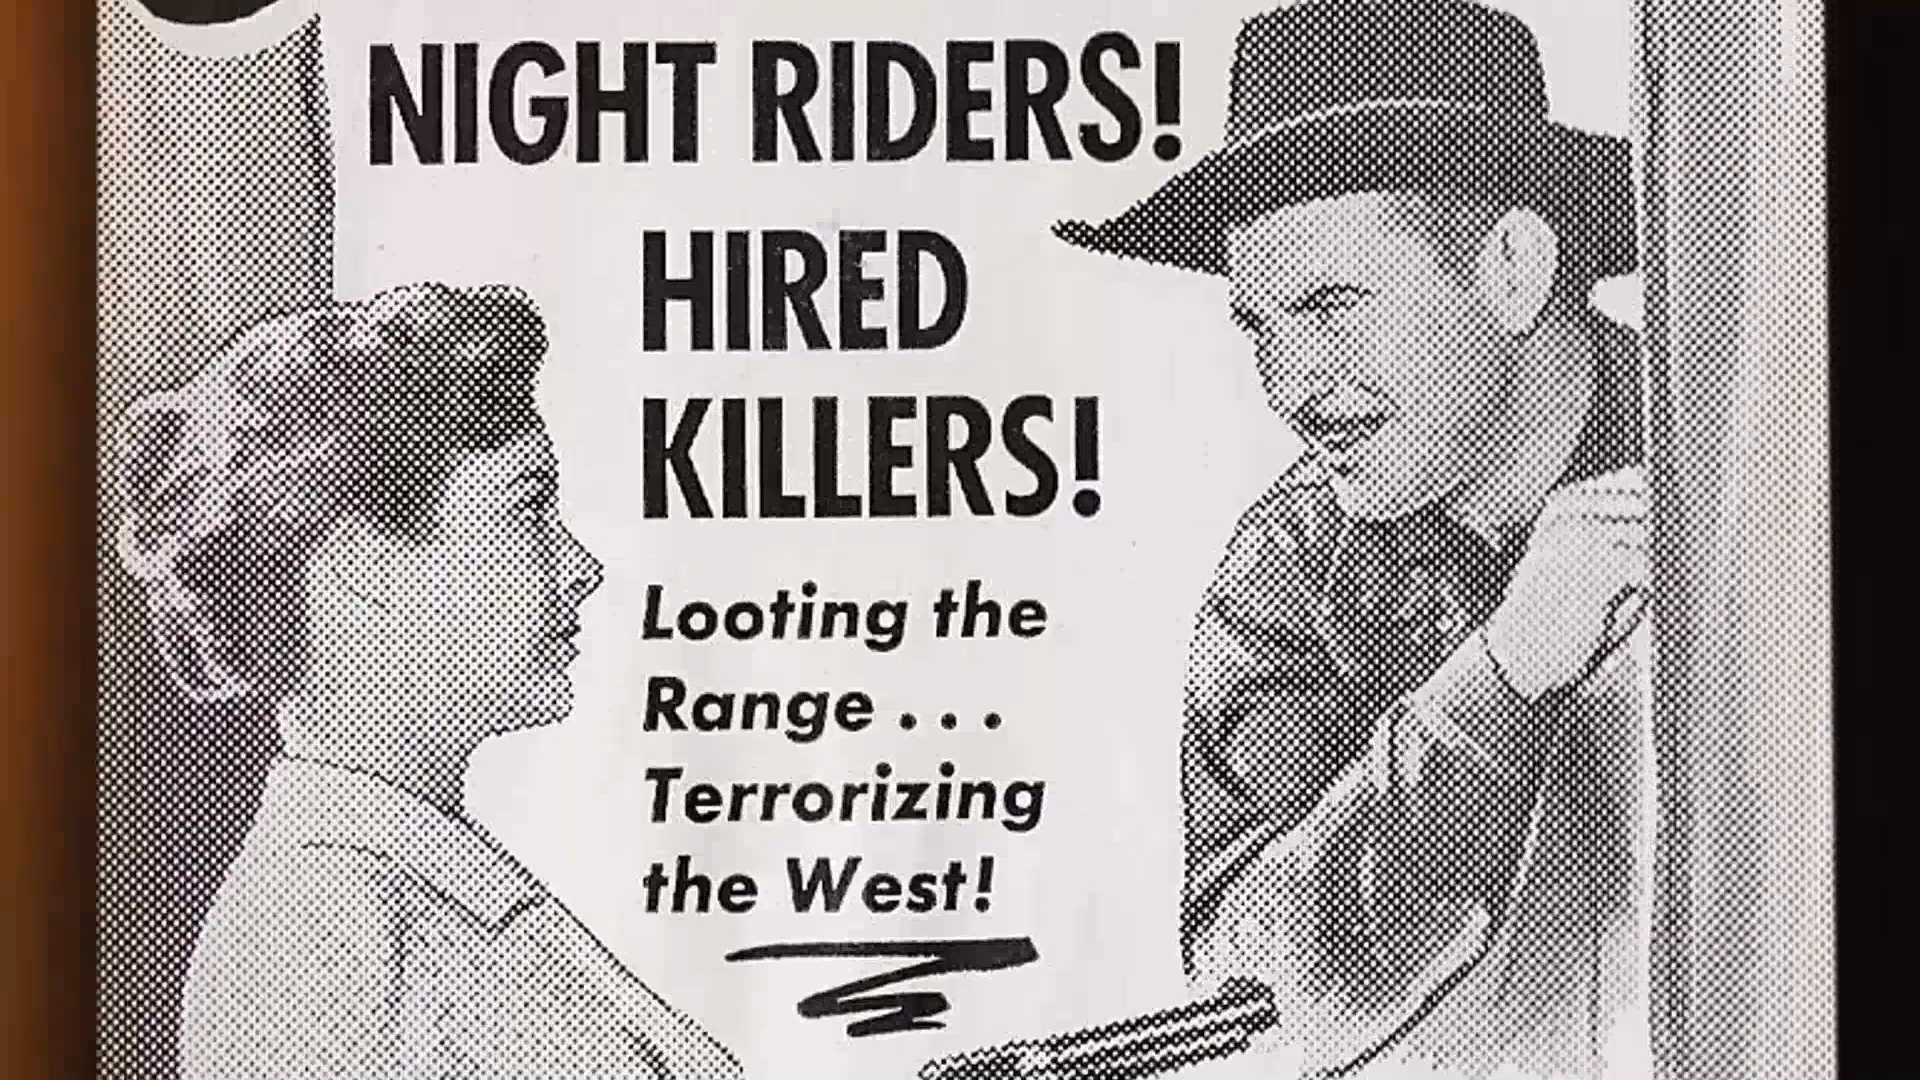 NIGHT RIDERS!
HIRED
KILLERS!
Looting the
Range . . .
Terrorizing
the West!